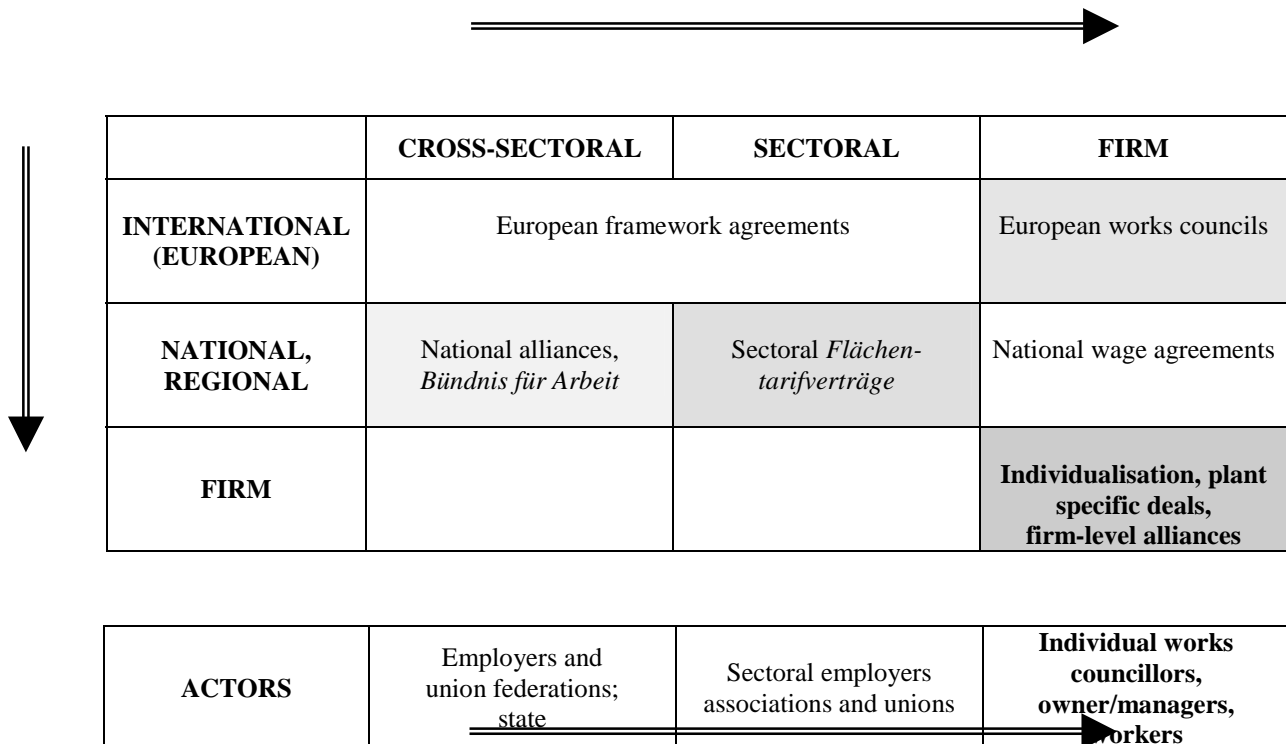 CROSS-SECTORAL SECTORAL FIRM
INTERNATIONAL
(EUROPEAN)
European framework agreements
European works councils
NATIONAL,
REGIONAL
National alliances,
Bündnis für Arbeit
Sectoral Flächen-
tarifverträge
National wage agreements
FIRM
Individualisation, plant
specific deals,
firm-level alliances
ACTORS
Employers and
union federations;
state
Sectoral employers
associations and unions
Individual works
councillors,
owner/managers,
workers